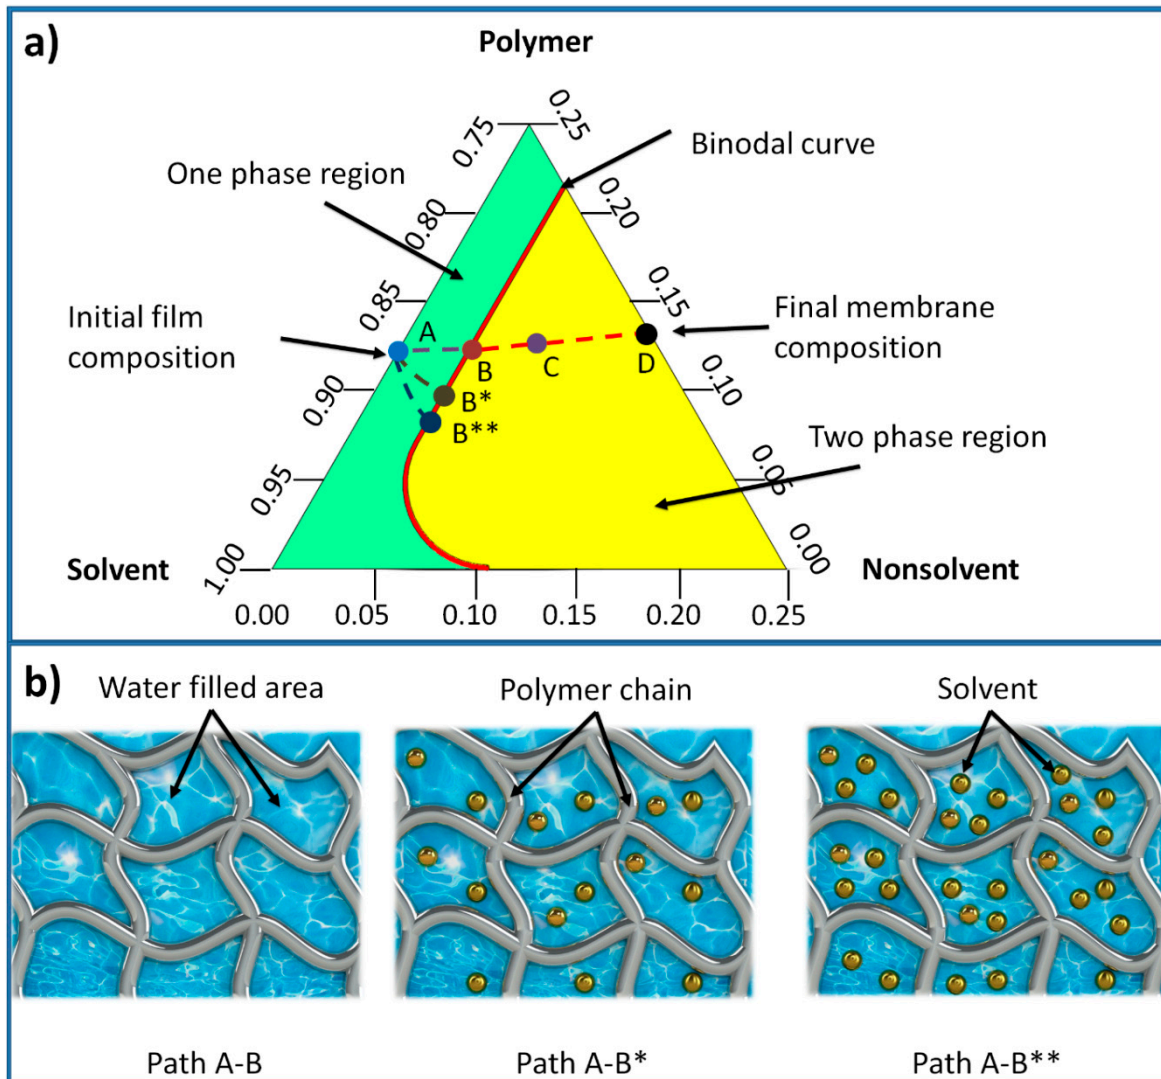 a)
Polymer
0.75
0.25
One phase region
Binodal curve
0.80
0.20
Initial film
composition
0.85
0.15
Final membrane
composition
A
B
C
D
0.90
0.10
B*
B**
Two phase region
0.95
0.05
Solvent
1.00
0.00
Nonsolvent
0.00
0.05
0.10
0.15
0.20
0.25
b)
Water filled area
Polymer chain
Solvent
Path A-B
Path A-B*
Path A-B**